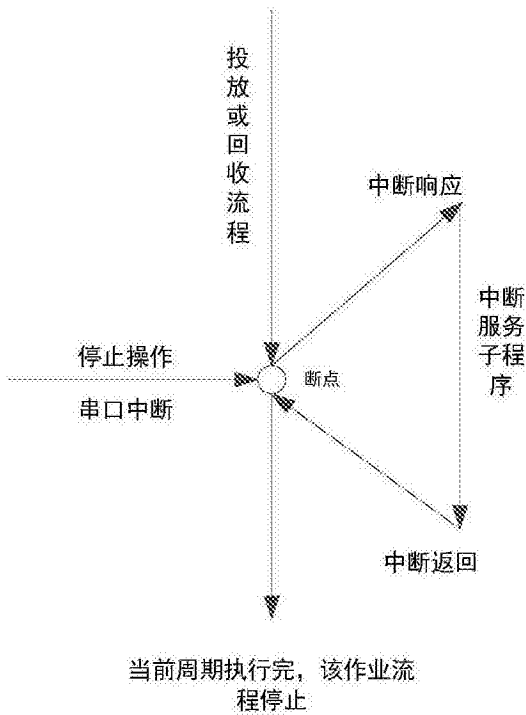 投放或回收流程
中断响应
中断
服务
子程
序
停止操作
断点
串口中断
中断返回
当前周期执行完，该作业流
程停止